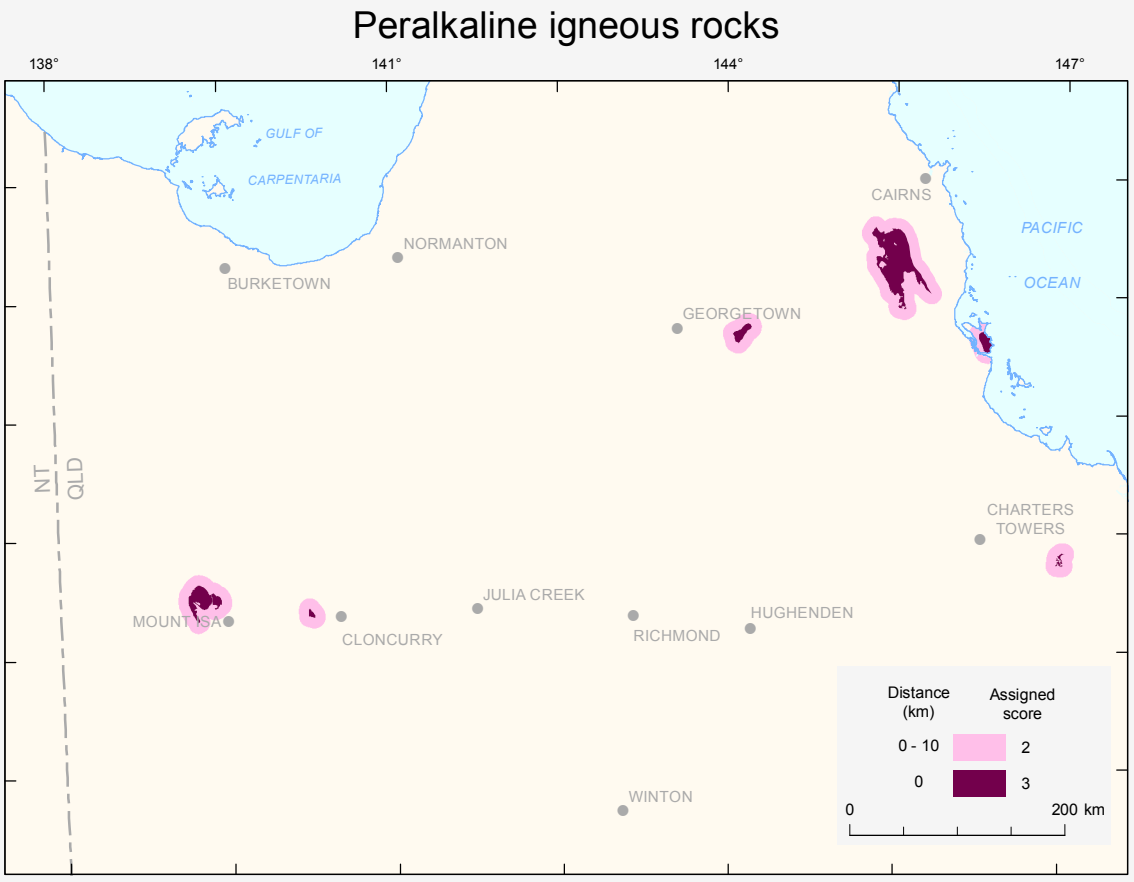 Peralkaline igneous rocks
138°
141°
144°
147°
GULF OF
CARPENTARIA
CAIRNS
PACIFIC
OCEAN
NORMANTON
BURKETOWN
GEORGETOWN
NT
QLD
CHARTERS
TOWERS
JULIA CREEK
MOUNT ISA
CLONCURRY
RICHMOND
HUGHENDEN
WINTON
Distance
(km)
Assigned
score
0 - 10 2
0 3
0 200 km